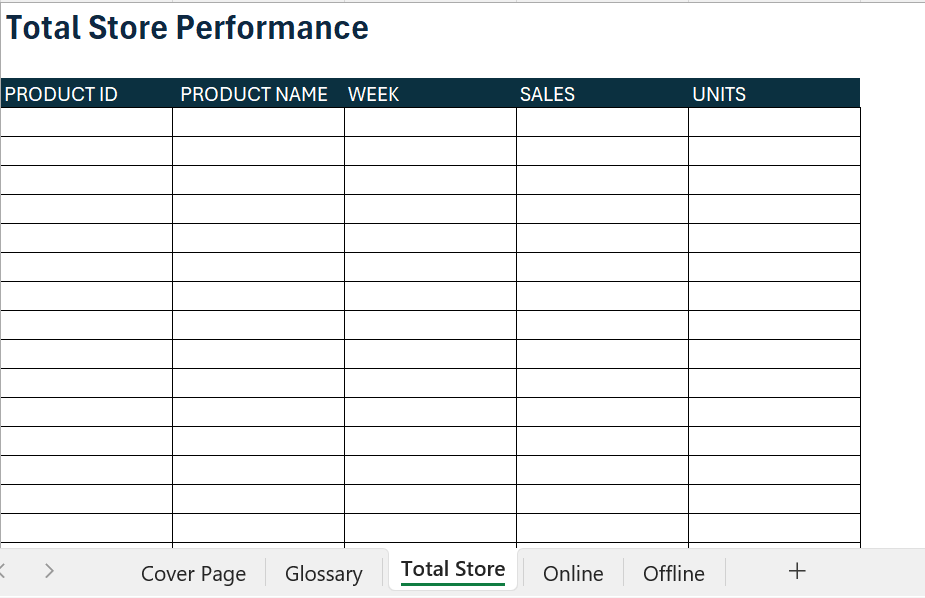 Total Store Performance
PRODUCT ID PRODUCT NAME WEEK SALES UNITS
Cover Page Glossary Total Store Online Offline